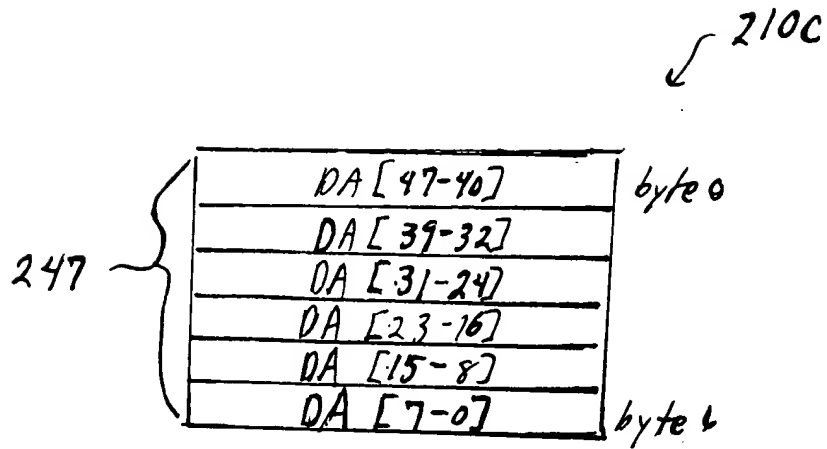 210C
DA [47-40] byte 0
DA [39-32]
247
DA [31-24]
DA [23-16]
DA [15-8]
DA [7-0] byte